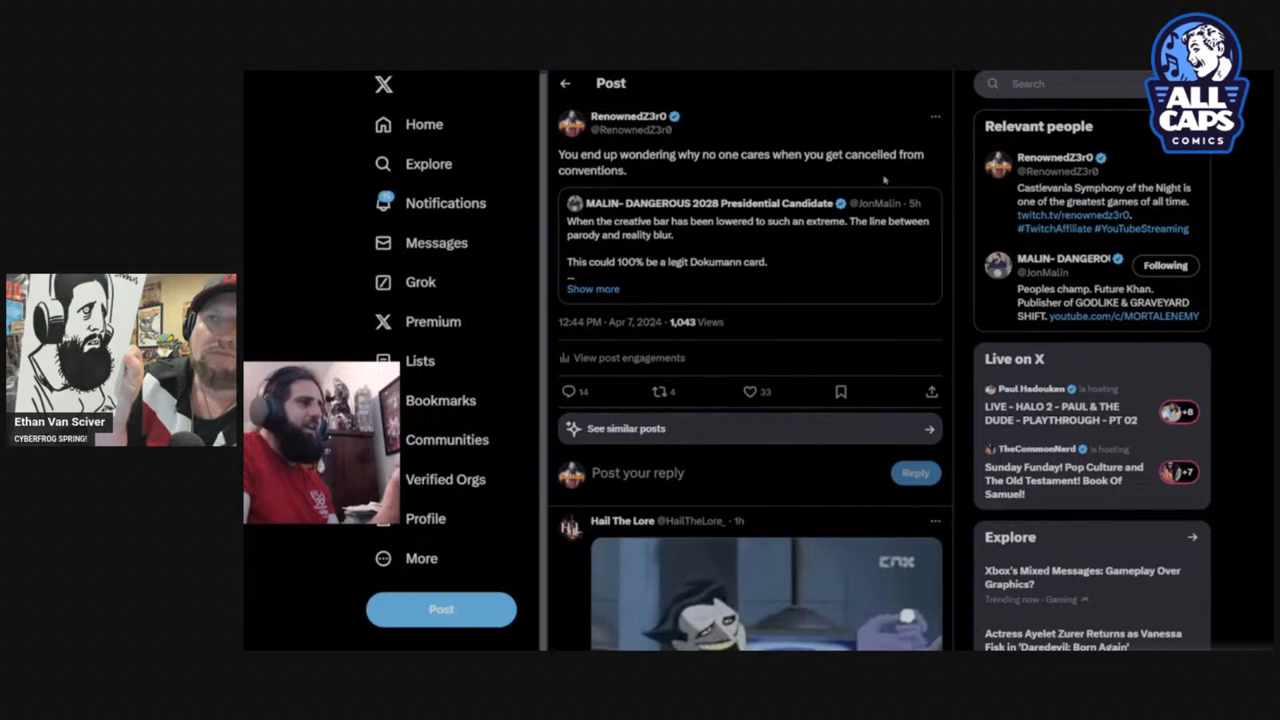 ALL
CAPS
COMICS
Home
Explore
Notifications
Messages
Grok
Premium
Lists
Bookmarks
Communities
Verified Orgs
Profile
More
Post
Ethan Van Sciver
CYBERFROG SPRING!
Post
RenownedZ3r0
@RenownedZ3r0
You end up wondering why no one cares when you get cancelled from
conventions.
MALIN- DANGEROUS 2028 Presidential Candidate @JonMalin · 5h
When the creative bar has been lowered to such an extreme. The line between
parody and reality blur.
This could 100% be a legit Dokumann card.
...
Show more
12:44 PM · Apr 7, 2024 · 1,043 Views
View post engagements
14 4 33
See similar posts
Post your reply
Reply
Hail The Lore @HailTheLore_ · 1h
CNX
Search
Relevant people
RenownedZ3r0
@RenownedZ3r0
Castlevania Symphony of the Night is
one of the greatest games of all time.
twitch.tv/renownedz3r0.
#TwitchAffiliate #YouTubeStreaming
MALIN- DANGERO
Following
@JonMalin
Peoples champ. Future Khan.
Publisher of GODLIKE & GRAVEYARD
SHIFT. youtube.com/c/MORTALENEMY
Live on X
Paul Hadouken is hosting
LIVE - HALO 2 - PAUL & THE
DUDE - PLAYTHROUGH - PT 02
+8
TheCommonNerd is hosting
Sunday Funday! Pop Culture and
The Old Testament! Book Of
Samuel!
+7
Explore
Xbox's Mixed Messages: Gameplay Over
Graphics?
Trending now · Gaming
Actress Ayelet Zurer Returns as Vanessa
Fisk in 'Daredevil: Born Again'